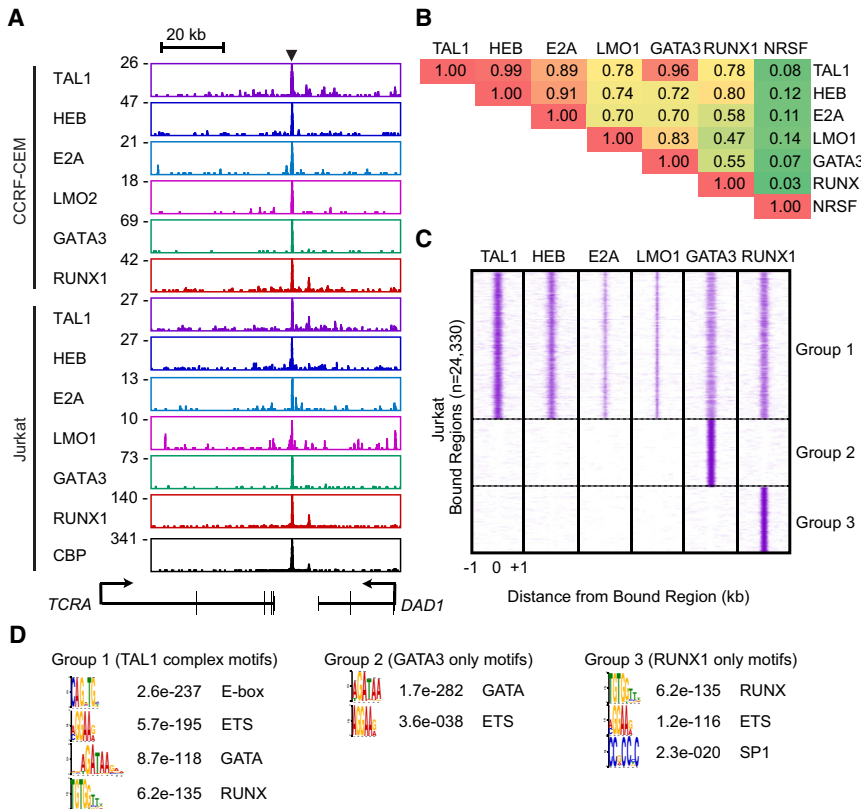 A
20 kb
CCRF-CEM
26 -
TAL1
47 -
HEB
21 -
E2A
18 -
LMO2
69 -
GATA3
42 -
RUNX1
Jurkat
27 -
TAL1
27 -
HEB
13 -
E2A
10 -
LMO1
73 -
GATA3
140 -
RUNX1
341 -
CBP
TCRA
DAD1
B
TAL1 HEB E2A LMO1 GATA3 RUNX1 NRSF
1.00 0.99 0.89 0.78 0.96 0.78 0.08 TAL1
1.00 0.91 0.74 0.72 0.80 0.12 HEB
1.00 0.70 0.70 0.58 0.11 E2A
1.00 0.83 0.47 0.14 LMO1
1.00 0.55 0.07 GATA3
1.00 0.03 RUNX
1.00 NRSF
C
TAL1 HEB E2A LMO1 GATA3 RUNX1
Jurkat
Bound Regions (n=24,330)
Group 1
Group 2
Group 3
-1 0 +1
Distance from Bound Region (kb)
D
Group 1 (TAL1 complex motifs)
2.6e-237 E-box
5.7e-195 ETS
8.7e-118 GATA
6.2e-135 RUNX
Group 2 (GATA3 only motifs)
1.7e-282 GATA
3.6e-038 ETS
Group 3 (RUNX1 only motifs)
6.2e-135 RUNX
1.2e-116 ETS
2.3e-020 SP1